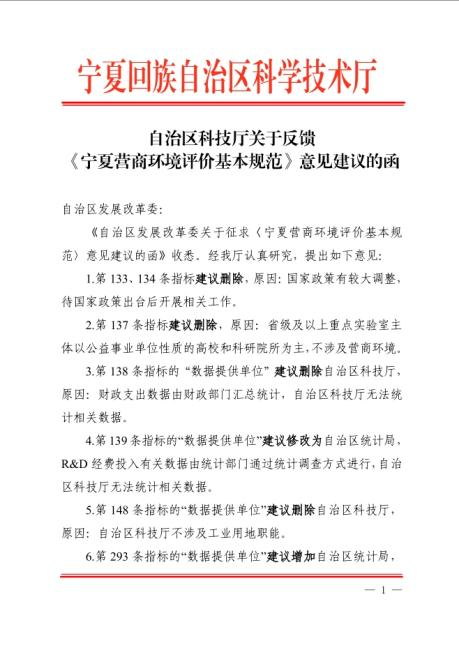 宁夏回族自治区科学技术厅
自治区科技厅关于反馈
《宁夏营商环境评价基本规范》意见建议的函
自治区发展改革委：
《自治区发展改革委关于征求〈宁夏营商环境评价基本规
范〉意见建议的函》收悉。经我厅认真研究，提出如下意见：
1.第 133、134 条指标建议删除，原因：国家政策有较大调整，
待国家政策出台后开展相关工作。
2.第 137 条指标建议删除，原因：省级及以上重点实验室主
体以公益事业单位性质的高校和科研院所为主，不涉及营商环境。
3.第 138 条指标的“数据提供单位”建议删除自治区科技厅，
原因：财政支出数据由财政部门汇总统计，自治区科技厅无法统
计相关数据。
4.第 139 条指标的“数据提供单位”建议修改为自治区统计局，
R&D 经费投入有关数据由统计部门通过统计调查方式进行，自治
区科技厅无法统计相关数据。
5.第 148 条指标的“数据提供单位”建议删除自治区科技厅，
原因：自治区科技厅不涉及工业用地职能。
6.第 293 条指标的“数据提供单位”建议增加自治区统计局，
— 1 —